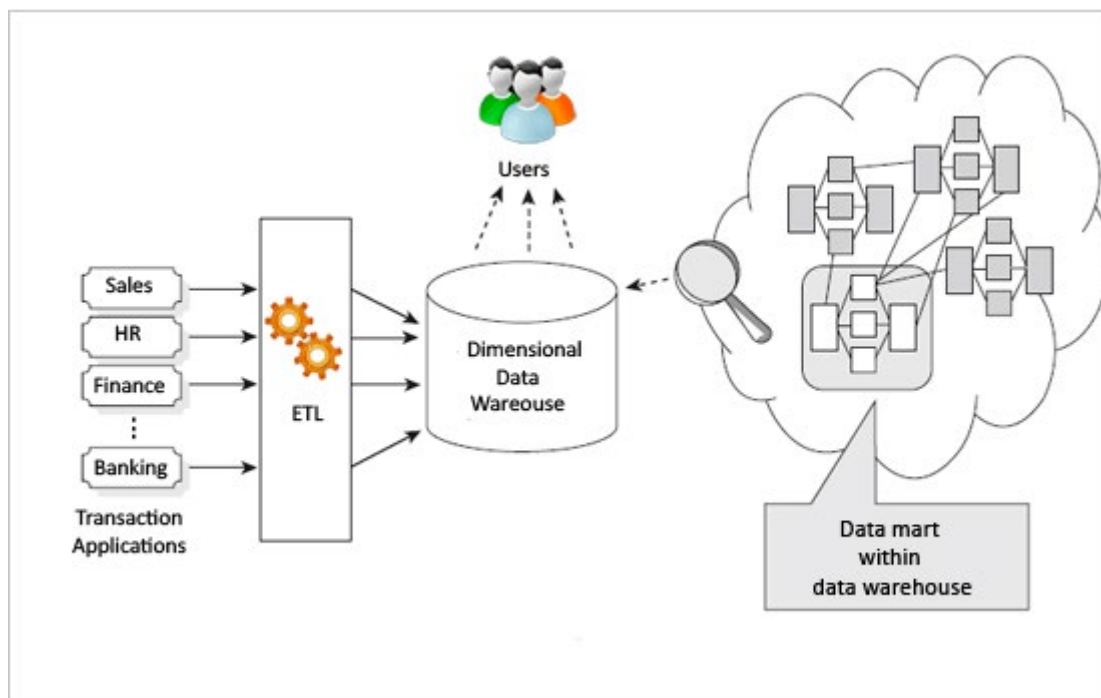 Users
Sales
HR
Finance
Banking
Transaction
Applications
ETL
Dimensional
Data
Wareouse
Data mart
within
data warehouse